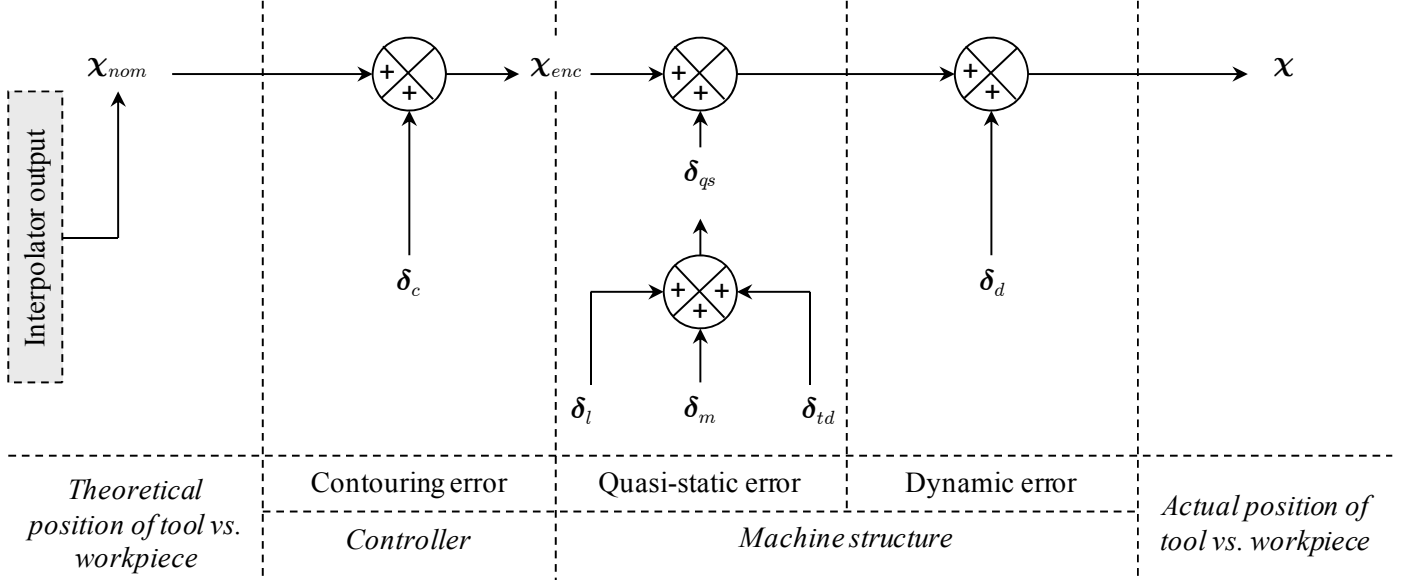 𝝌nom
+
+
𝝌enc
+
+
+
+
𝝌
Interpolator output
δqs
δc
+
+
+
δd
δl
δm
δtd
Theoretical
position of tool vs.
workpiece
Contouring error
Quasi-static error
Dynamic error
Controller
Machine structure
Actual position of
tool vs. workpiece